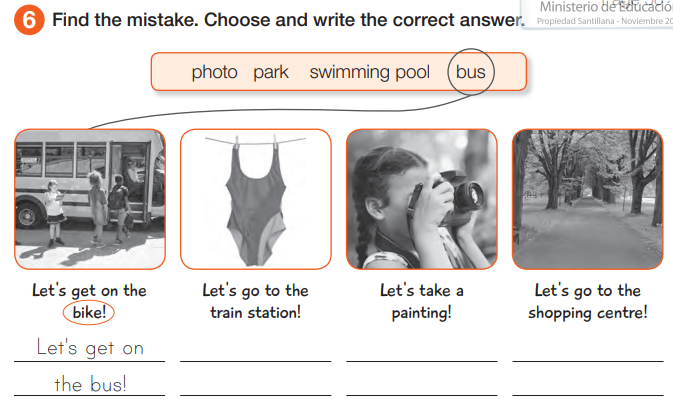 6 Find the mistake. Choose and write the correct answer.
Ministerio de Educació
Propiedad Santillana - Noviembre 20
photo park swimming pool bus
Let's get on the
bike!
Let's get on
the bus!
Let's go to the
train station!
Let's take a
painting!
Let's go to the
shopping centre!